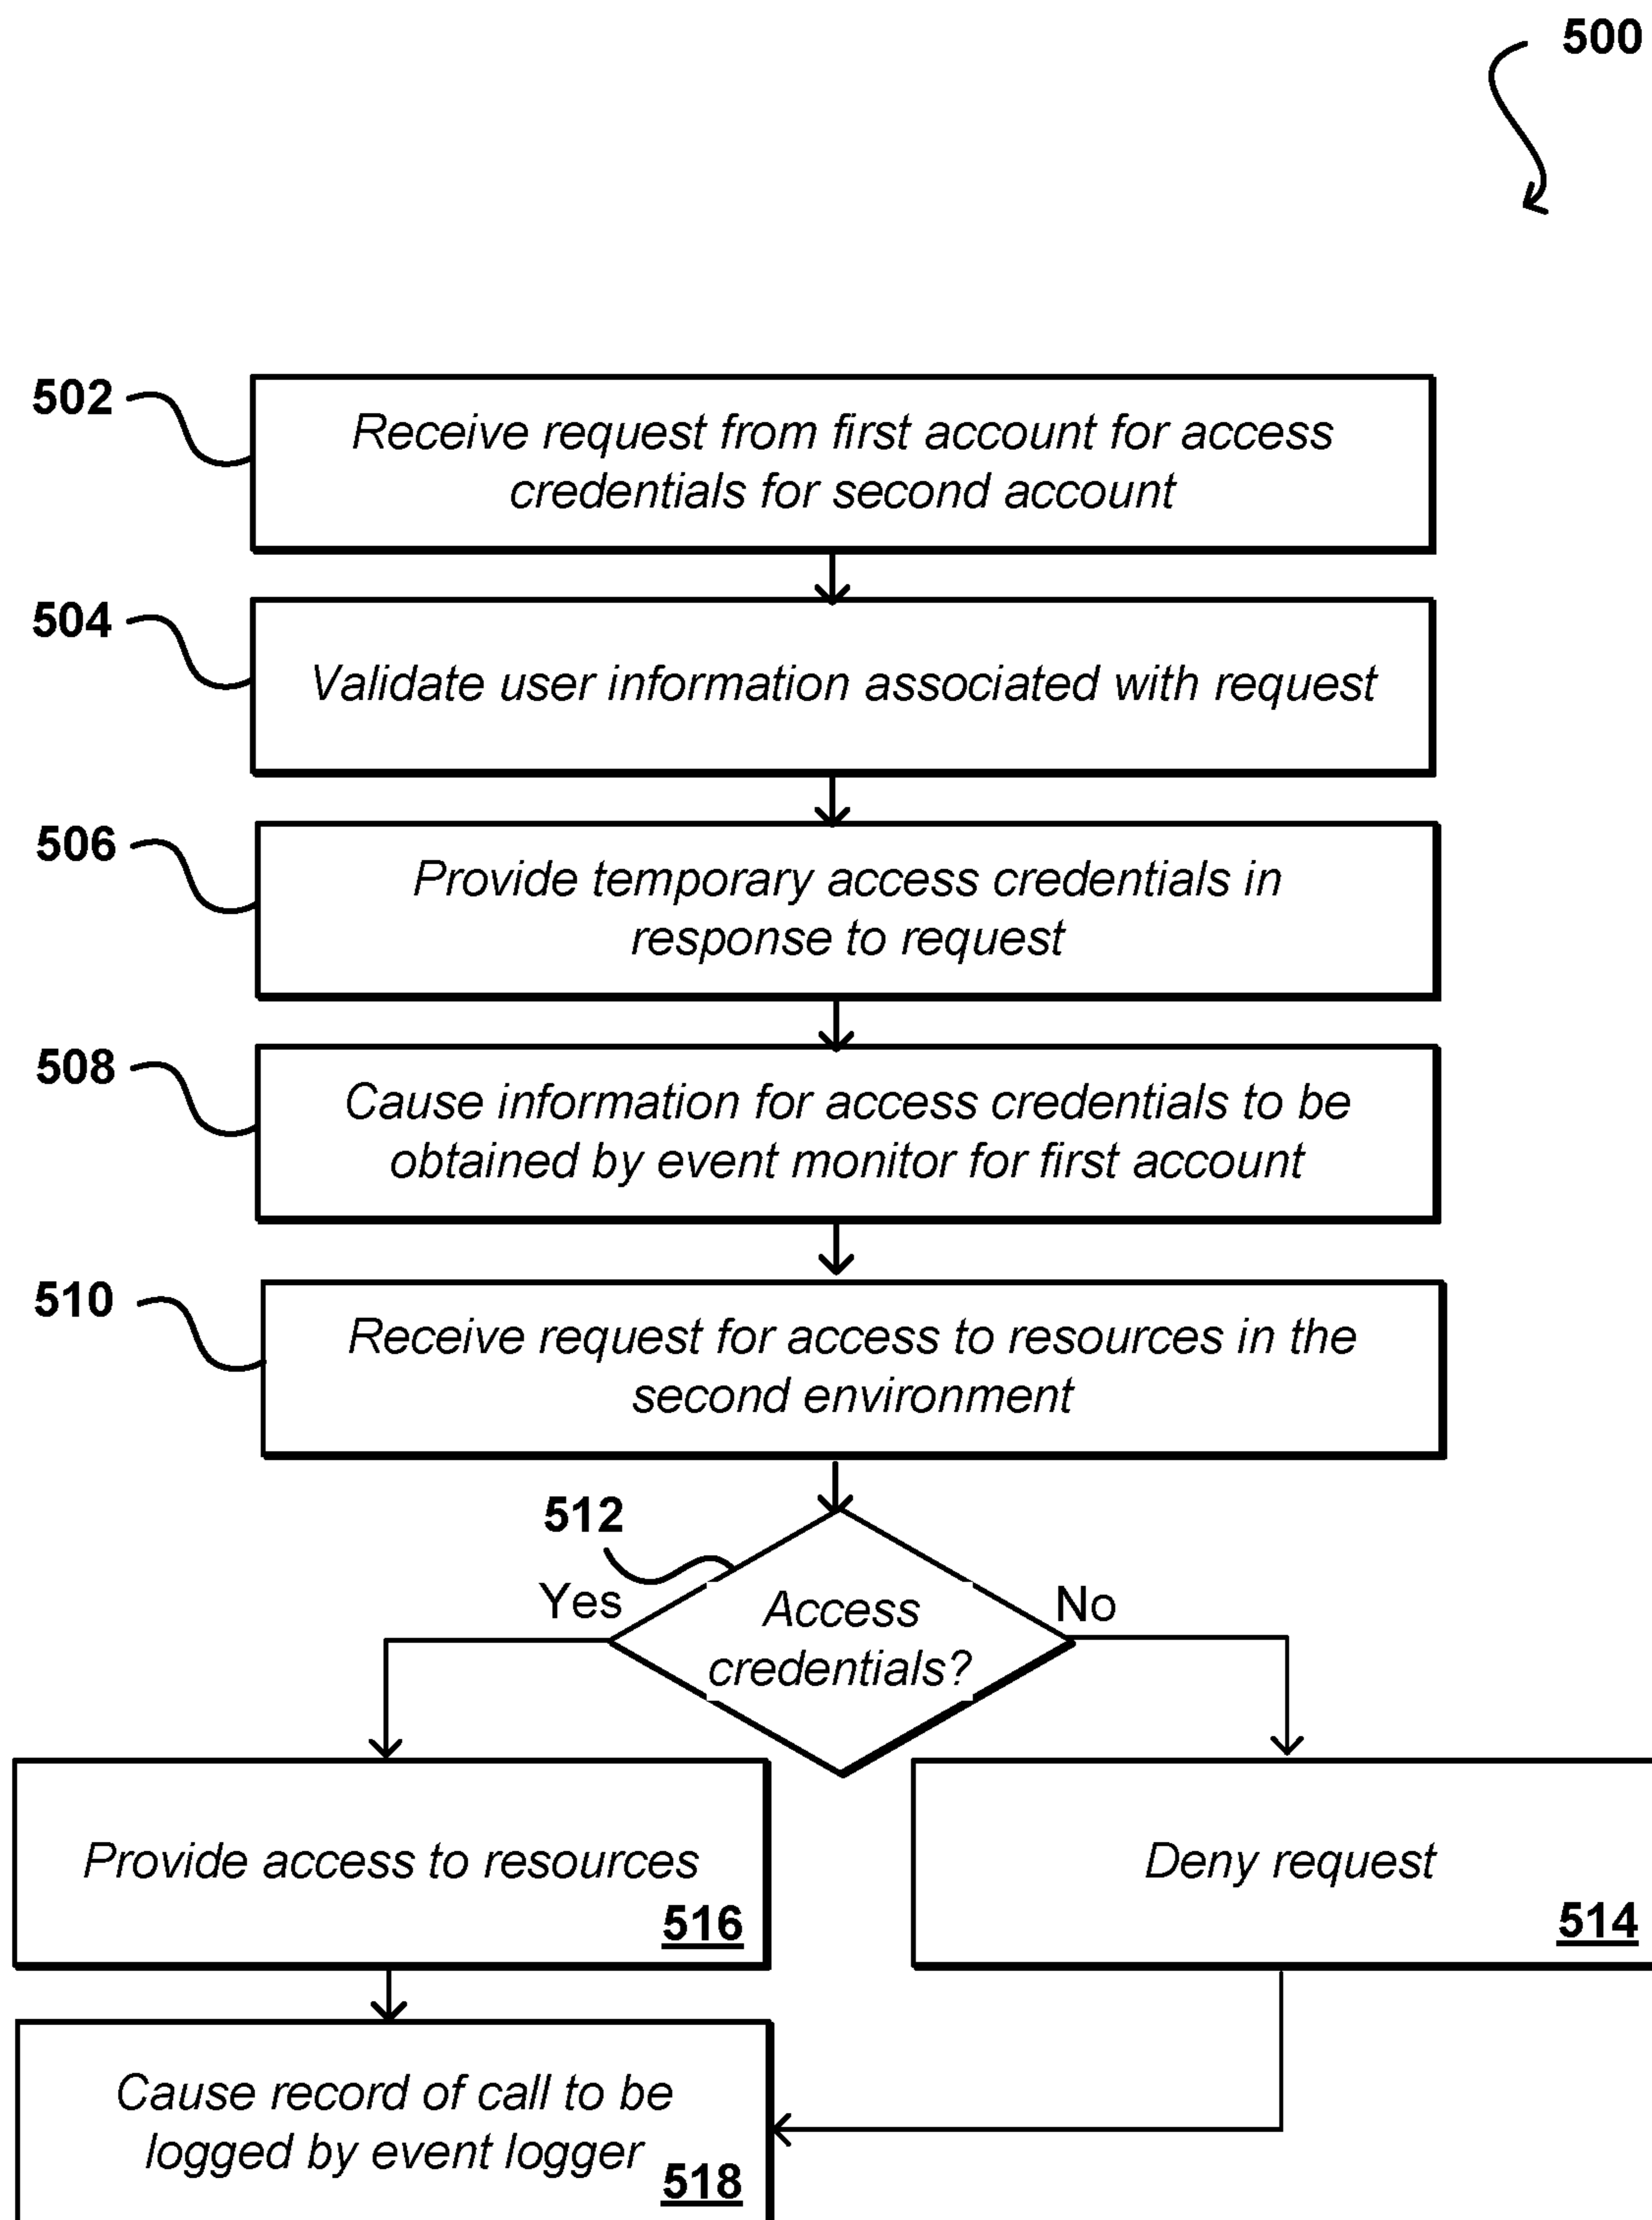 500
502
Receive request from first account for access
credentials for second account
504
Validate user information associated with request
506
Provide temporary access credentials in
response to request
508
Cause information for access credentials to be
obtained by event monitor for first account
510
Receive request for access to resources in the
second environment
512
Yes
Access
credentials?
No
Provide access to resources
516
Deny request
514
Cause record of call to be
logged by event logger
518